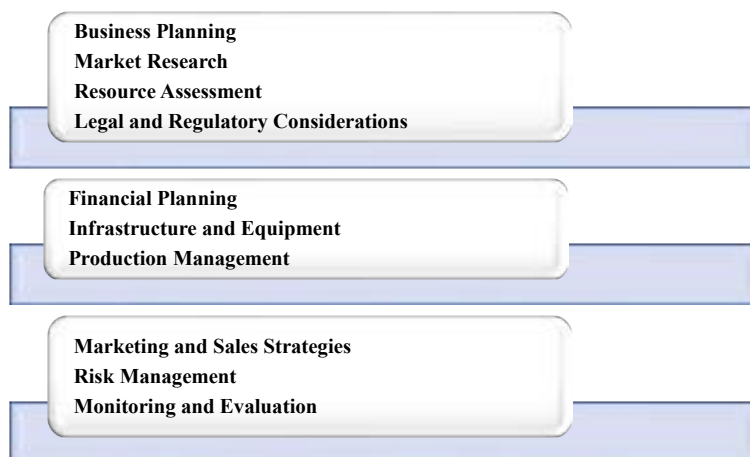 Business Planning
Market Research
Resource Assessment
Legal and Regulatory Considerations
Financial Planning
Infrastructure and Equipment
Production Management
Marketing and Sales Strategies
Risk Management
Monitoring and Evaluation